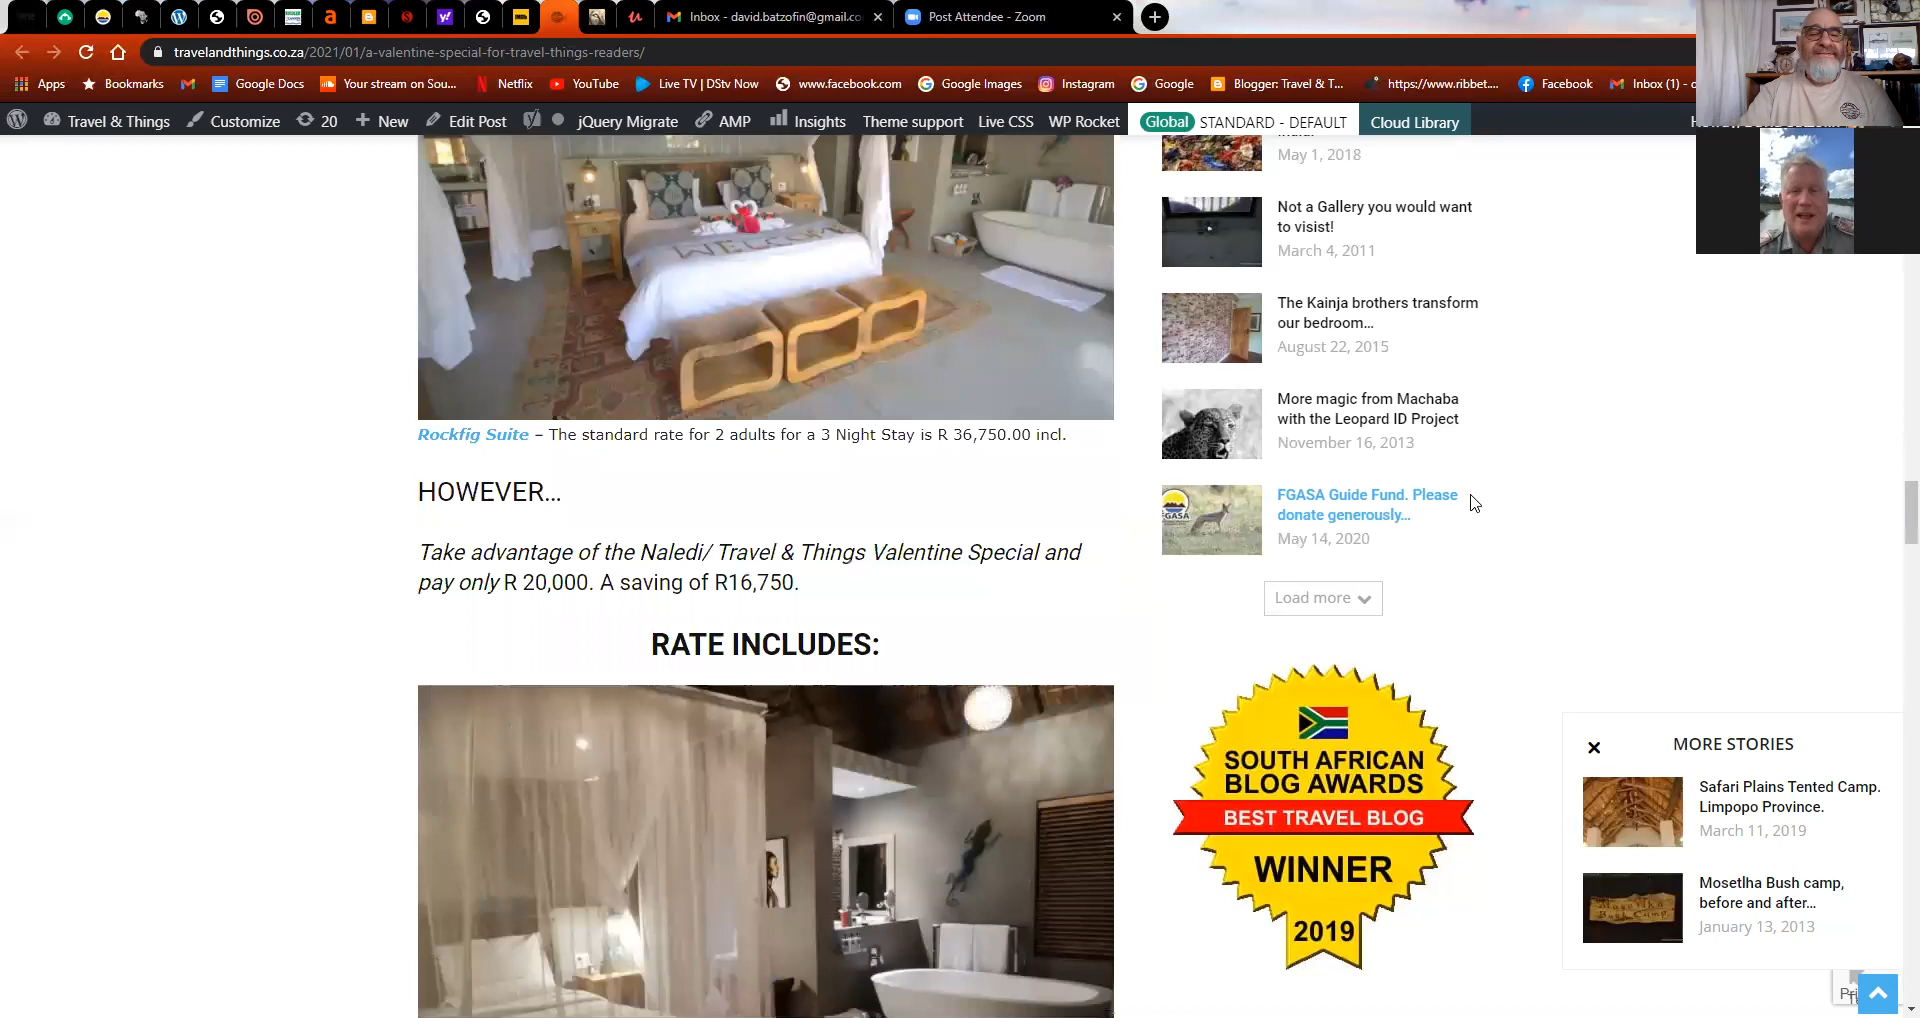 Inbox - david.batzofin@gmail.co
Post Attendee - Zoom
travelandthings.co.za/2021/01/a-valentine-special-for-travel-things-readers/
Apps
Bookmarks
Google Docs
Your stream on Sou...
Netflix
YouTube
Live TV | DStv Now
www.facebook.com
Google Images
Instagram
Google
Blogger: Travel & T...
https://www.ribbet....
Facebook
Inbox (1) -
Travel & Things
Customize
20
New
Edit Post
jQuery Migrate
AMP
Insights
Theme support
Live CSS
WP Rocket
Global
STANDARD - DEFAULT
Cloud Library
WELCOM
Rockfig Suite – The standard rate for 2 adults for a 3 Night Stay is R 36,750.00 incl.
HOWEVER...
Take advantage of the Naledi/ Travel & Things Valentine Special and
pay only R 20,000. A saving of R16,750.
RATE INCLUDES:
May 1, 2018
Not a Gallery you would want
to visist!
March 4, 2011
The Kainja brothers transform
our bedroom...
August 22, 2015
More magic from Machaba
with the Leopard ID Project
November 16, 2013
FGASA
FGASA Guide Fund. Please
donate generously...
May 14, 2020
Load more
SOUTH AFRICAN
BLOG AWARDS
BEST TRAVEL BLOG
WINNER
2019
MORE STORIES
Safari Plains Tented Camp.
Limpopo Province.
March 11, 2019
Mosetlha
Bush Camp
Mosetlha Bush camp,
before and after...
January 13, 2013